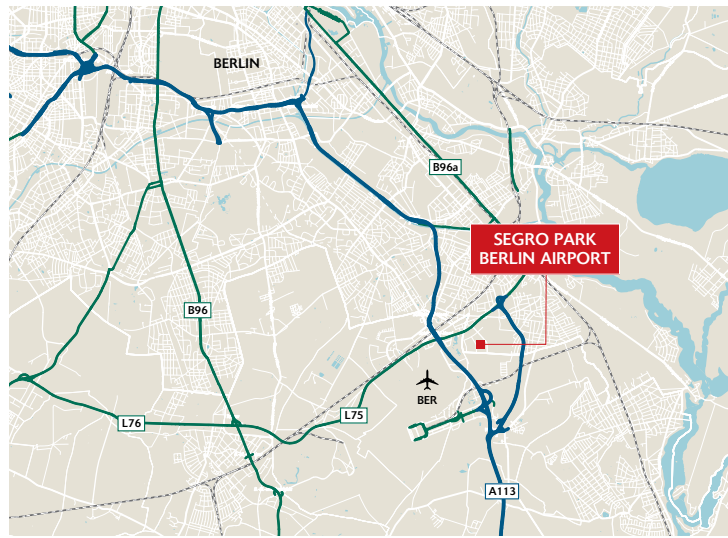 BERLIN
B96a
SEGRO PARK
BERLIN AIRPORT
B96
BER
L75
L76
A113